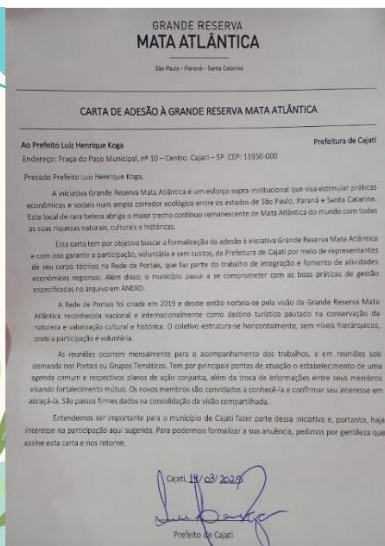 GRANDE RESERVA
MATA ATLÂNTICA
São Paulo - Paraná - Santa Catarina
CARTA DE ADESÃO À GRANDE RESERVA MATA ATLÂNTICA
Ao Prefeito Luiz Henrique Koga Prefeitura de Cajati
Endereço: Praça do Paço Municipal, nº 10 – Centro. Cajati – SP. CEP: 11950-000
Prezado Prefeito Luiz Henrique Koga,
A iniciativa Grande Reserva Mata Atlântica é um esforço supra institucional que visa estimular práticas
econômicas e sociais num amplo corredor ecológico entre os estados de São Paulo, Paraná e Santa Catarina.
Este local de rara beleza abriga o maior trecho contínuo remanescente de Mata Atlântica do mundo com todas
as suas riquezas naturais, culturais e históricas.
Esta carta tem por objetivo buscar a formalização da adesão à iniciativa Grande Reserva Mata Atlântica
e com isso garantir a participação, voluntária e sem custos, da Prefeitura de Cajati por meio de representantes
de seu corpo técnico na Rede de Portais, que faz parte do trabalho de integração e fomento de atividades
econômicas regionais. Além disso, o município passa a se comprometer com as boas práticas de gestão
especificadas no arquivo em ANEXO.
A Rede de Portais foi criada em 2019 e desde então norteia-se pela visão da Grande Reserva Mata
Atlântica reconhecida nacional e internacionalmente como destino turístico pautado na conservação da
natureza e valorização cultural e histórica. O coletivo estrutura-se horizontalmente, sem níveis hierárquicos,
onde a participação é voluntária.
As reuniões ocorrem mensalmente para o acompanhamento dos trabalhos, e em reuniões sob
demanda nos Portais ou Grupos Temáticos. Tem por principais pontos de atuação o estabelecimento de uma
agenda comum e respectivos planos de ação conjunta, além da troca de informações entre seus membros
visando fortalecimento mútuo. Os novos membros são convidados a conhecê-la e confirmar seu interesse em
abraçá-la. São passos firmes dados na consolidação da visão compartilhada.
Entendemos ser importante para o município de Cajati fazer parte dessa iniciativa e, portanto, haja
interesse na participação aqui sugerida. Para podermos formalizar a sua anuência, pedimos por gentileza que
assine esta carta e nos retorne.
Cajati, /03/2025
Prefeito de Cajati